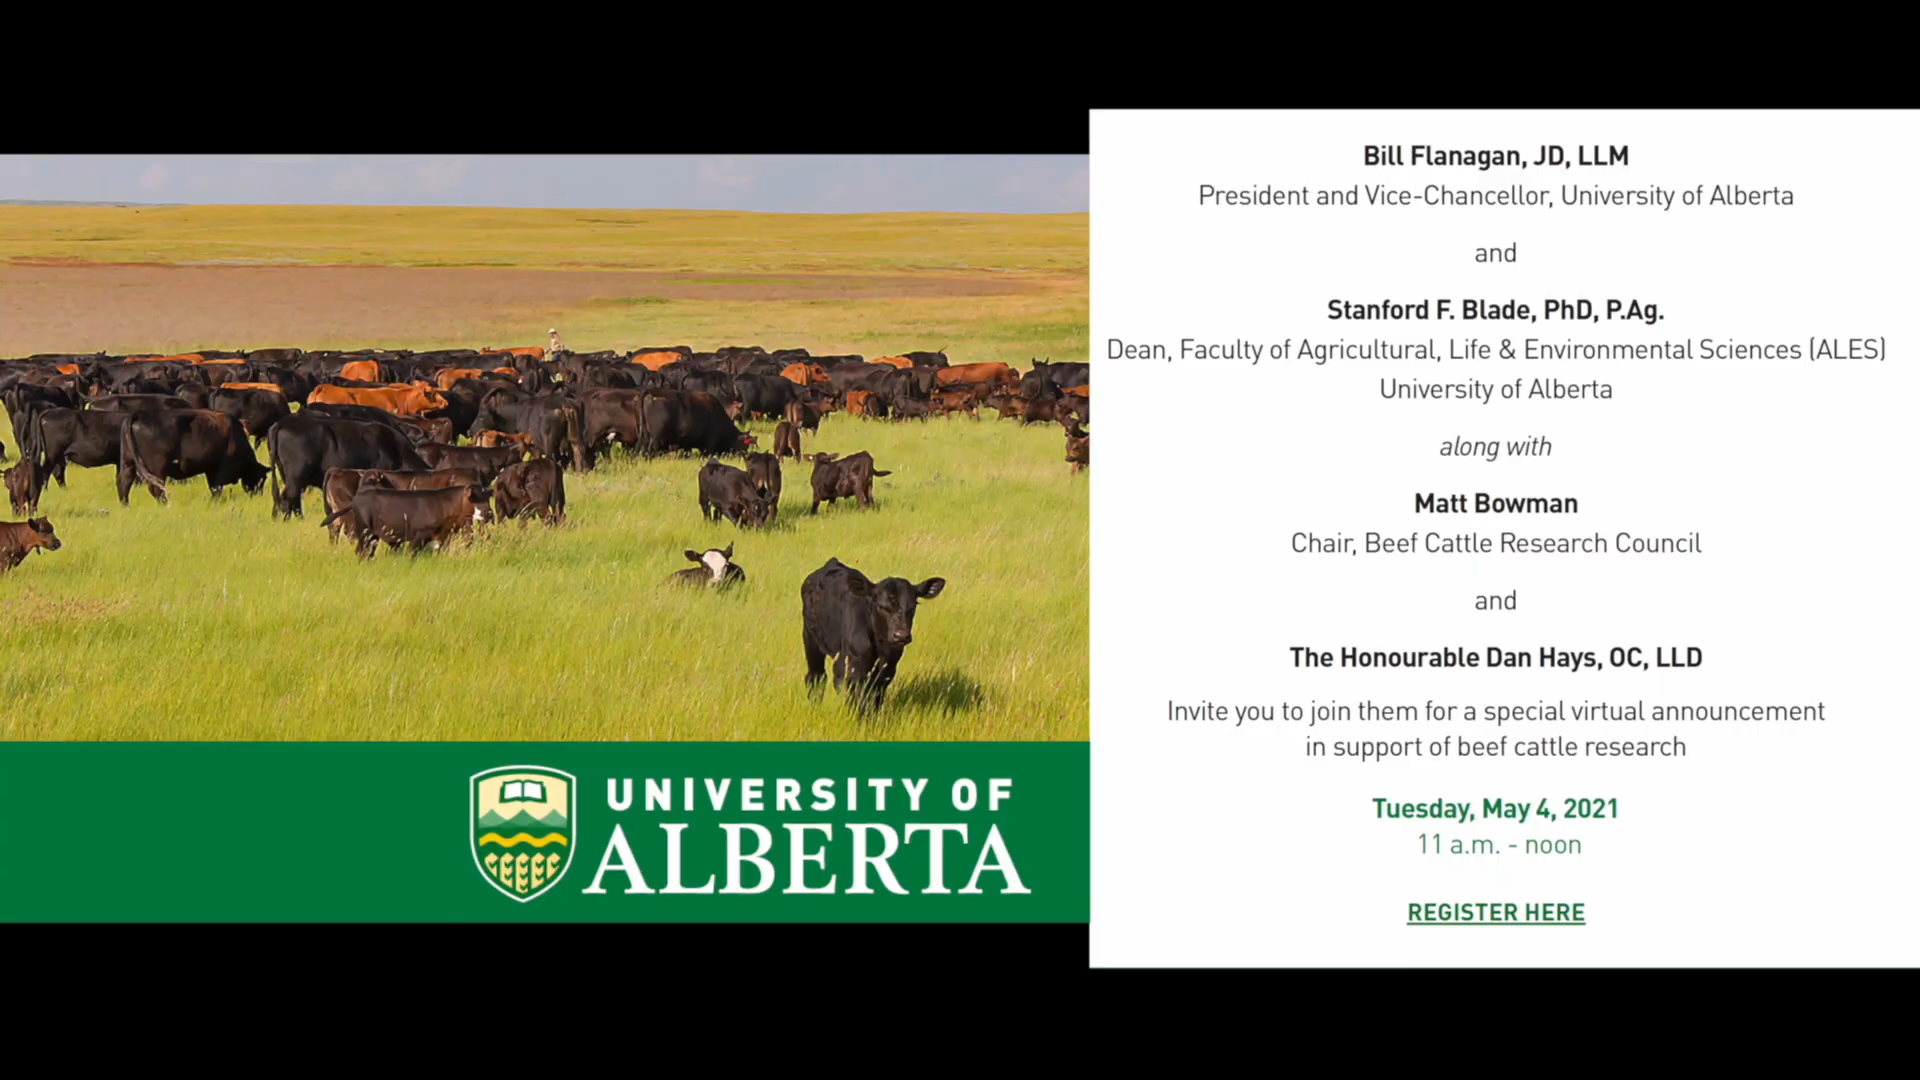 UNIVERSITY OF
ALBERTA
Bill Flanagan, JD, LLM
President and Vice-Chancellor, University of Alberta
and
Stanford F. Blade, PhD, P.Ag.
Dean, Faculty of Agricultural, Life & Environmental Sciences (ALES)
University of Alberta
along with
Matt Bowman
Chair, Beef Cattle Research Council
and
The Honourable Dan Hays, OC, LLD
Invite you to join them for a special virtual announcement
in support of beef cattle research
Tuesday, May 4, 2021
11 a.m. - noon
REGISTER HERE